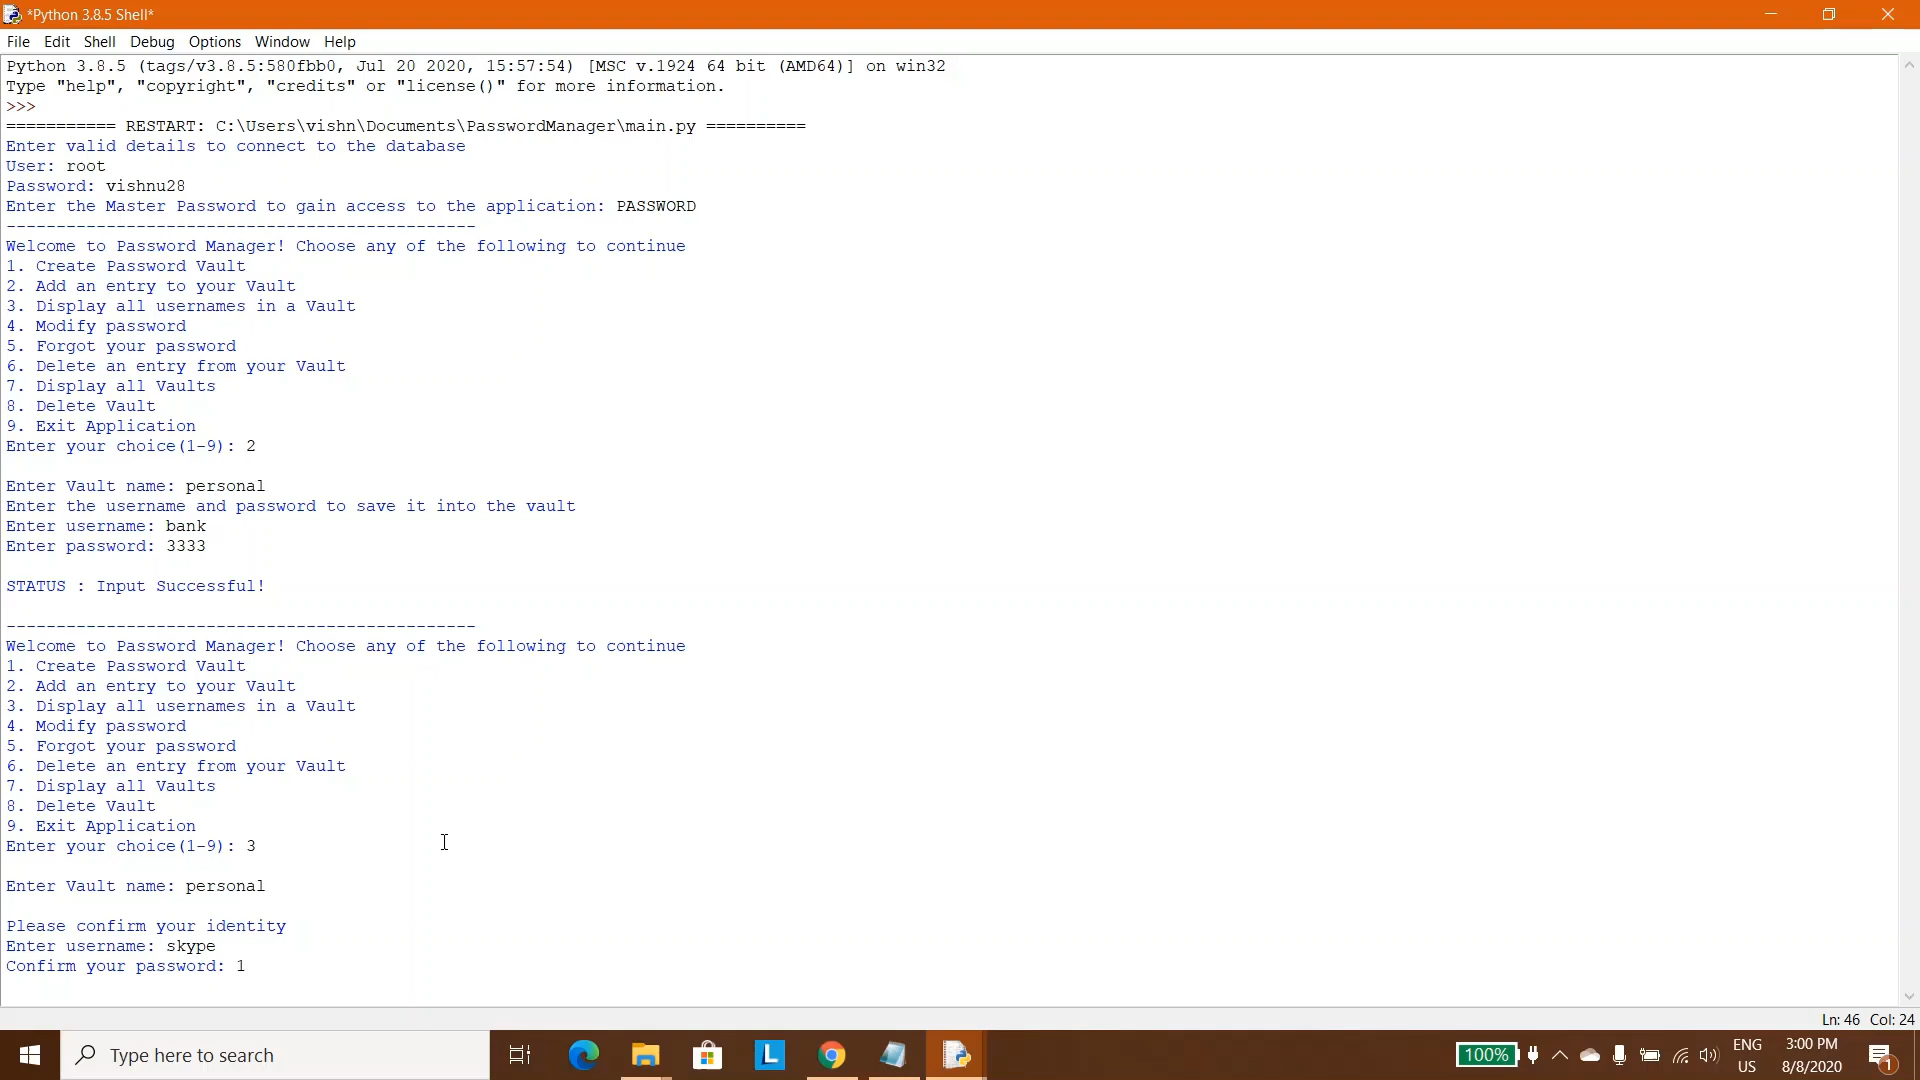 *Python 3.8.5 Shell*
File Edit Shell Debug Options Window Help
Python 3.8.5 (tags/v3.8.5:580fbb0, Jul 20 2020, 15:57:54) [MSC v.1924 64 bit (AMD64)] on win32
Type "help", "copyright", "credits" or "license()" for more information.
>>>
=========== RESTART: C:\Users\vishn\Documents\PasswordManager\main.py ==========
Enter valid details to connect to the database
User: root
Password: vishnu28
Enter the Master Password to gain access to the application: PASSWORD
-----------------------------------------------
Welcome to Password Manager! Choose any of the following to continue
1. Create Password Vault
2. Add an entry to your Vault
3. Display all usernames in a Vault
4. Modify password
5. Forgot your password
6. Delete an entry from your Vault
7. Display all Vaults
8. Delete Vault
9. Exit Application
Enter your choice(1-9): 2
Enter Vault name: personal
Enter the username and password to save it into the vault
Enter username: bank
Enter password: 3333
STATUS : Input Successful!
-----------------------------------------------
Welcome to Password Manager! Choose any of the following to continue
1. Create Password Vault
2. Add an entry to your Vault
3. Display all usernames in a Vault
4. Modify password
5. Forgot your password
6. Delete an entry from your Vault
7. Display all Vaults
8. Delete Vault
9. Exit Application
Enter your choice(1-9): 3
Enter Vault name: personal
Please confirm your identity
Enter username: skype
Confirm your password: 1
Ln: 46 Col: 24
Type here to search
L
100%
ENG
US
3:00 PM
8/8/2020
1